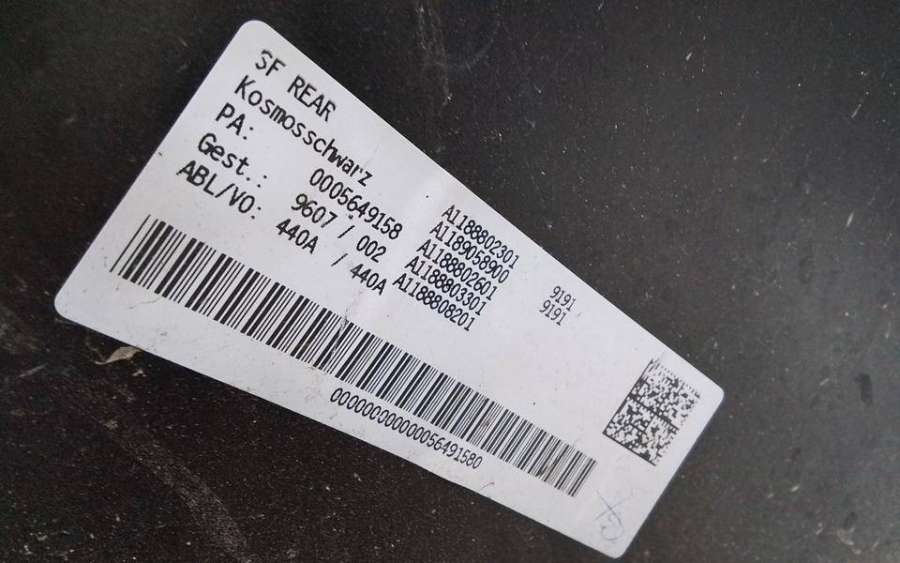 SF REAR
Kosmosschwarz
PA: 0005649158
Gest.: 9607 / 002
ABL/VO: 440A / 440A
A1188802301
A1189058900
A1188802601 9191
A1188803301 9191
A1188808201
00000000000056491580